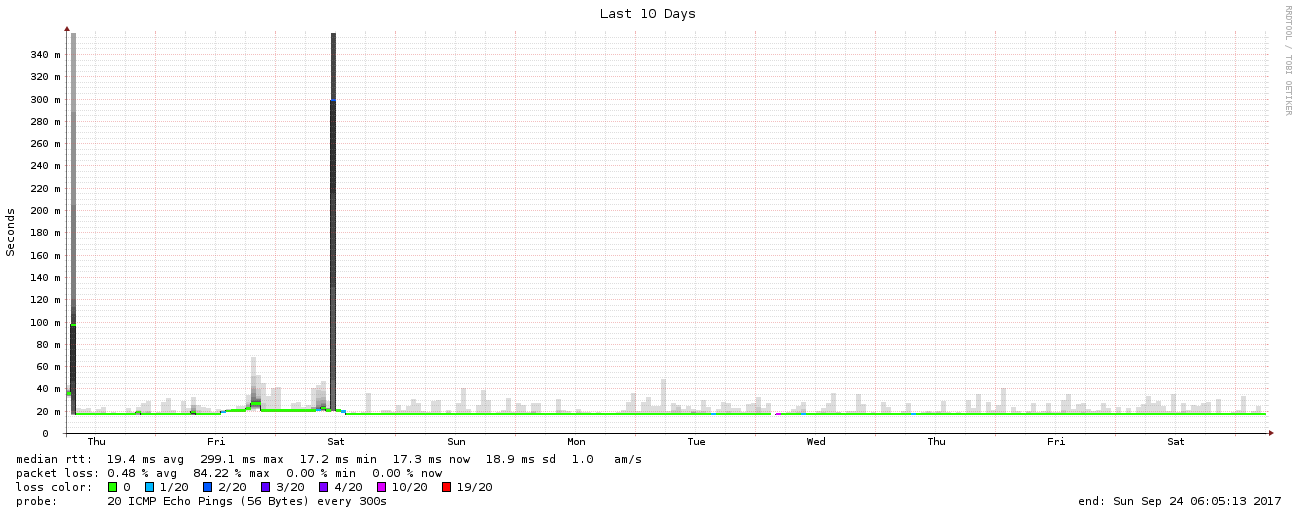 Last 10 Days
RRDTOOL / TOBI OETIKER
Seconds
340 m
320 m
300 m
280 m
260 m
240 m
220 m
200 m
180 m
160 m
140 m
120 m
100 m
80 m
60 m
40 m
20 m
0
Thu Fri Sat Sun Mon Tue Wed Thu Fri Sat
median rtt: 19.4 ms avg 299.1 ms max 17.2 ms min 17.3 ms now 18.9 ms sd 1.0 am/s
packet loss: 0.48 % avg 84.22 % max 0.00 % min 0.00 % now
loss color: 0 1/20 2/20 3/20 4/20 10/20 19/20
probe: 20 ICMP Echo Pings (56 Bytes) every 300s end: Sun Sep 24 06:05:13 2017